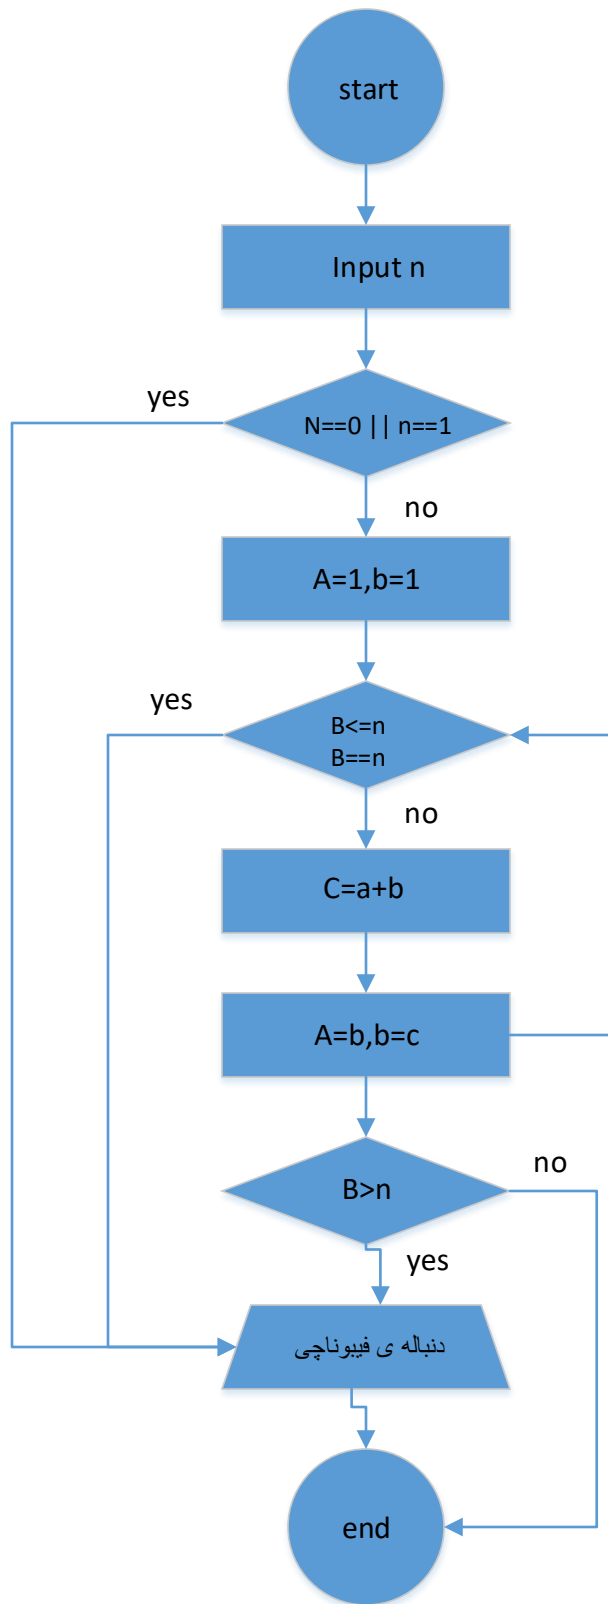 start
Input n
yes
N==0 || n==1
no
A=1,b=1
yes
B<=n
B==n
no
C=a+b
A=b,b=c
no
B>n
yes
دنباله ی فیبوناچی
end